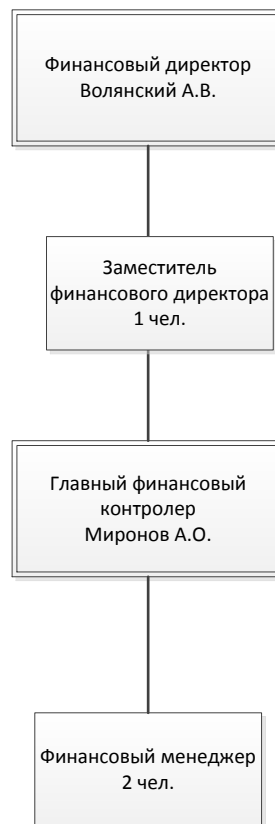 Финансовый директор
Волянский А.В.
Заместитель
финансового директора
1 чел.
Главный финансовый
контролер
Миронов А.О.
Финансовый менеджер
2 чел.